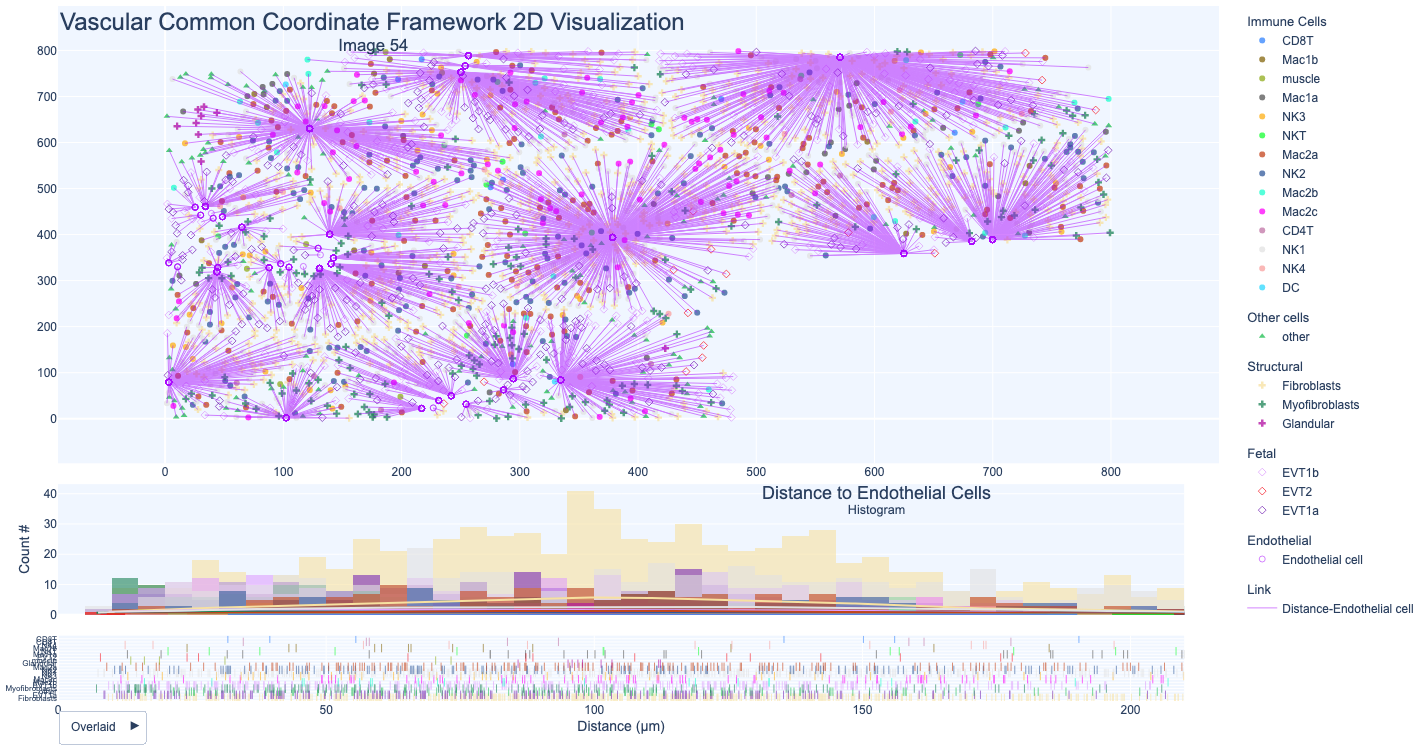 Vascular Common Coordinate Framework 2D Visualization
Image 54
800
700
600
500
400
300
200
100
0
0 100 200 300 400 500 600 700 800
Immune Cells
CD8T
Mac1b
muscle
Mac1a
NK3
NKT
Mac2a
NK2
Mac2b
Mac2c
CD4T
NK1
NK4
DC
Other cells
other
Structural
Fibroblasts
Myofibroblasts
Glandular
Fetal
EVT1b
EVT2
EVT1a
Endothelial
Endothelial cell
Link
Distance-Endothelial cell
Distance to Endothelial Cells
Histogram
Count #
40
30
20
10
0
CD8T
Myofibroblasts
Fibroblasts
0 50 100 150 200
Distance (μm)
Overlaid ▶